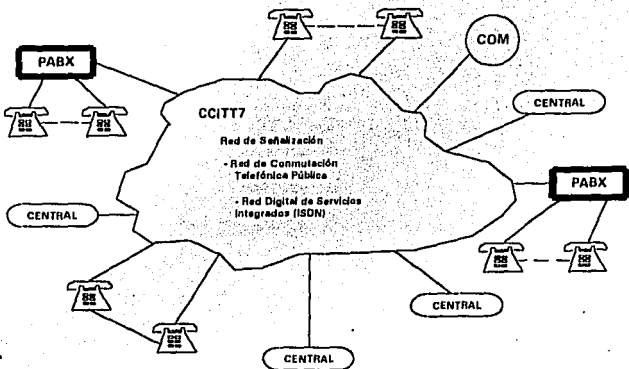 COM
PABX
CCITT7
CENTRAL
Red de Señalización
- Red de Conmutación
Telefónica Pública
PABX
- Red Digital de Servicios
Integrados (ISDN)
CENTRAL
CENTRAL
CENTRAL